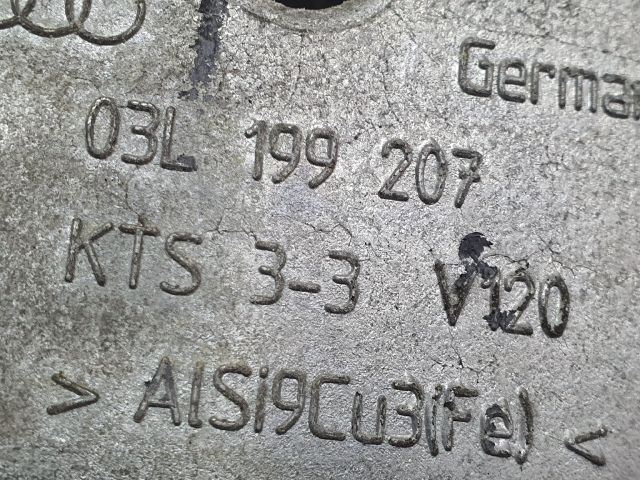 German
03L 199 207
KTS 3-3 V120
> AlSi9Cu3(Fe) <